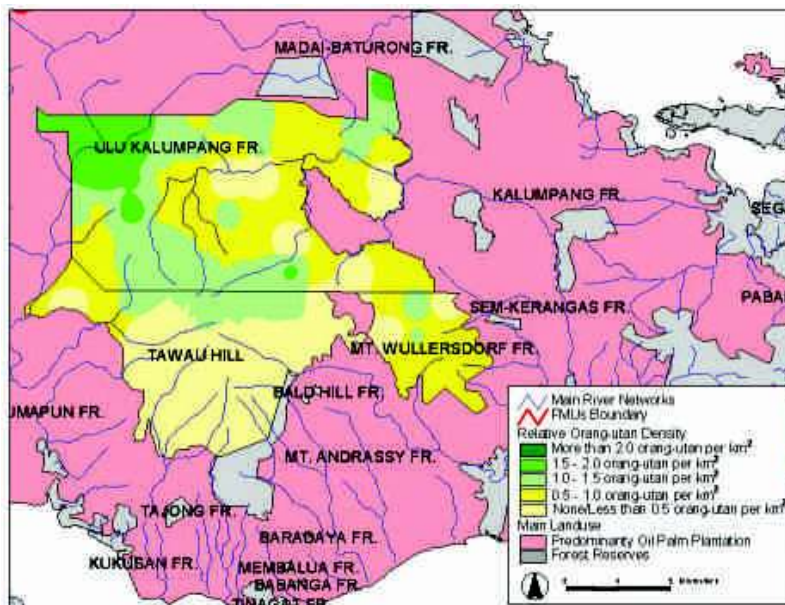 MADAI-BATURONG FR.
ULU KALUMPANG FR.
KALUMPANG FR.
SEG
PABA
SEM-KERANGAS FR.
TAWAU HILL
MT. WULLERSDORF FR.
BALD HILL FR.
UMAPUN FR.
MT. ANDRASSY FR.
TAJONG FR.
BARADAYA FR.
KUKUSAN FR.
MEMBALUA FR.
BABANGA FR.
TINAGAT FR.
Main River Networks
FMUs Boundary
Relative Orang-utan Density
More than 2.0 orang-utan per km²
1.5 - 2.0 orang-utan per km²
1.0 - 1.5 orang-utan per km²
0.5 - 1.0 orang-utan per km²
None/Less than 0.5 orang-utan per km²
Main Landuse
Predominantly Oil Palm Plantation
Forest Reserves